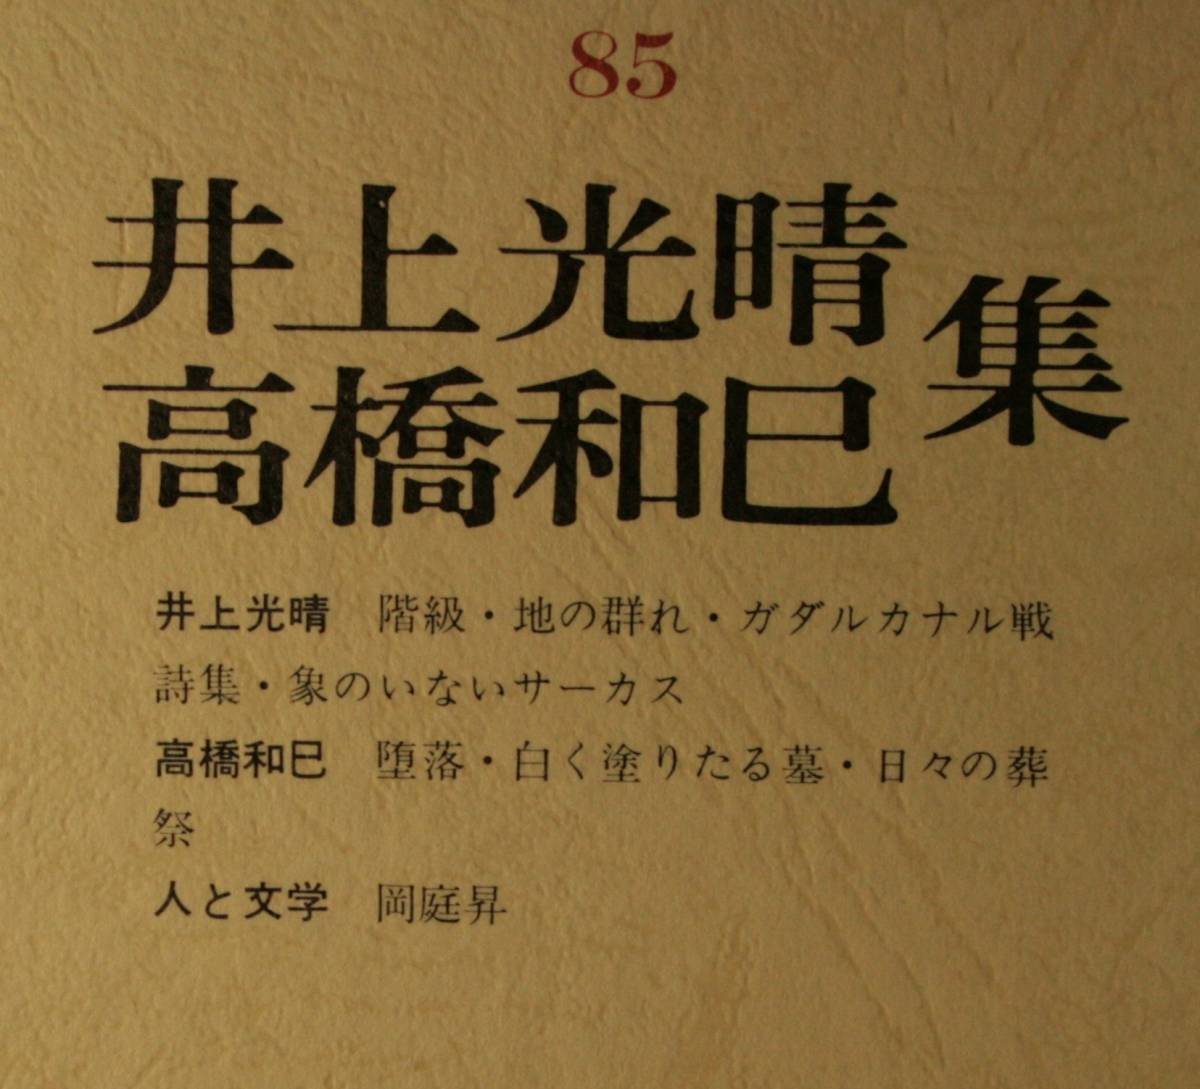 85
井上光晴
高橋和巳
集
井上光晴　階級・地の群れ・ガダルカナル戦
詩集・象のいないサーカス
高橋和巳　堕落・白く塗りたる墓・日々の葬
祭
人と文学　岡庭昇